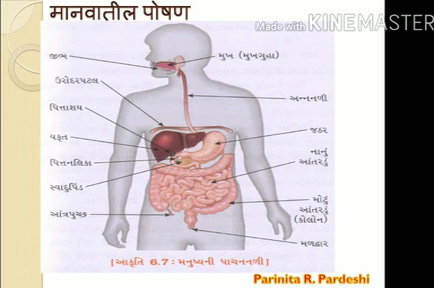 मानवातील पोषण
Made with KINEMASTER
જીભ
મુખ (મુખગુહા)
ઉરોદરપટલ
અન્નનળી
પિત્તાશય
યકૃત
જઠર
પિત્તનલિકા
નાનું
આંતરડું
સ્વાદુપિંડ
મોટું
આંતરડું
(કોલોન)
આંત્રપુચ્છ
મળદ્વાર
[આકૃતિ 6.7 : મનુષ્યની પાચનનળી]
Parinita R. Pardeshi